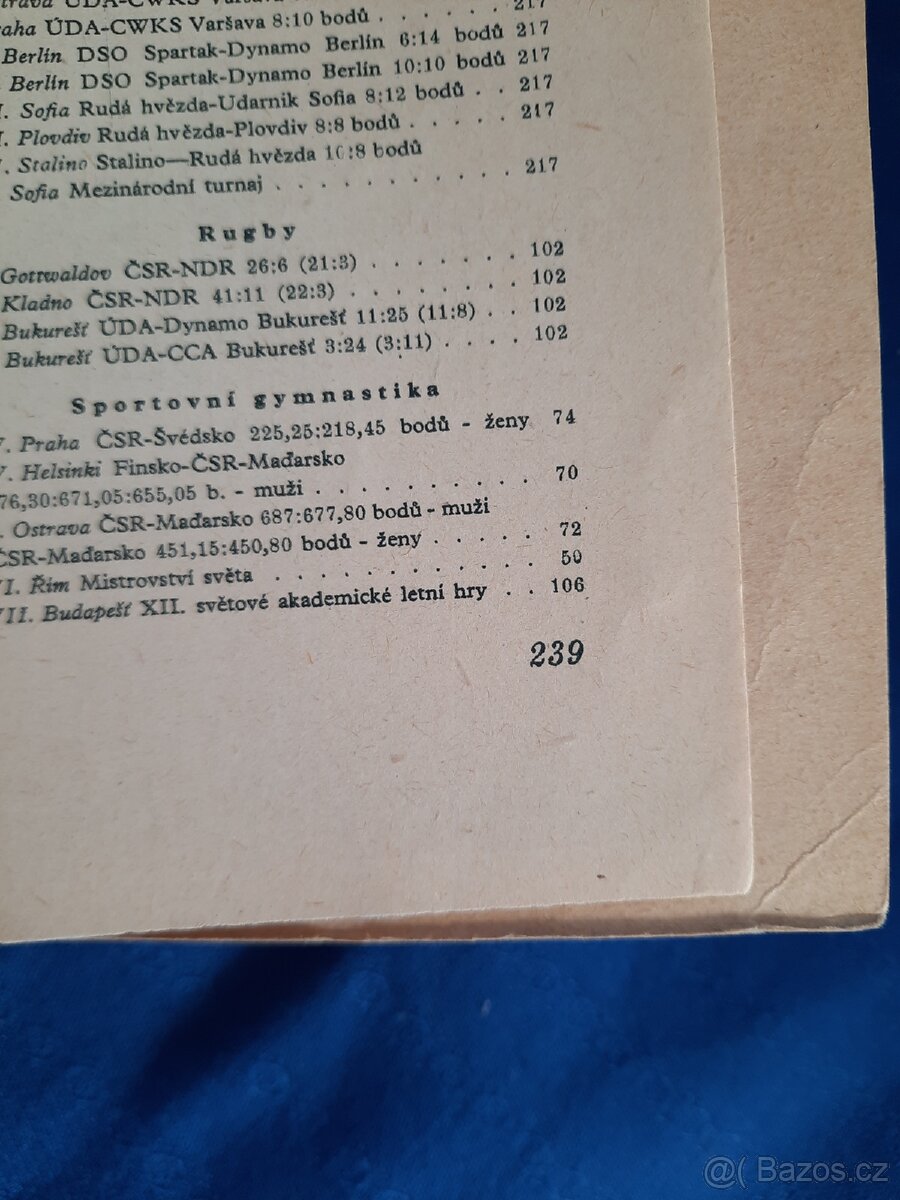 ÚDA-CWKS 217
aha ÚDA-CWKS Varšava 8:10 bodů . . . . . . 217
Berlín DSO Spartak-Dynamo Berlín 6:14 bodů 217
Berlín DSO Spartak-Dynamo Berlín 10:10 bodů 217
I. Sofia Rudá hvězda-Udarnik Sofia 8:12 bodů . . 217
I. Plovdiv Rudá hvězda-Plovdiv 8:8 bodů . . . . . 217
. Stalino Stalino—Rudá hvězda 10:8 bodů
Sofia Mezinárodní turnaj . . . . . . . . . . . 217
Rugby
Gottwaldov ČSR-NDR 26:6 (21:3) . . . . . . . 102
Kladno ČSR-NDR 41:11 (22:3) . . . . . . . . 102
Bukurešť ÚDA-Dynamo Bukurešť 11:25 (11:8) . . 102
Bukurešť ÚDA-CCA Bukurešť 3:24 (3:11) . . . . 102
Sportovní gymnastika
V. Praha ČSR-Švédsko 225,25:218,45 bodů - ženy 74
V. Helsinki Finsko-ČSR-Maďarsko
76,30:671,05:655,05 b. - muži . . . . . . . . . . 70
. Ostrava ČSR-Maďarsko 687:677,80 bodů - muži
ČSR-Maďarsko 451,15:450,80 bodů - ženy . . . . . 72
VI. Řím Mistrovství světa . . . . . . . . . . . . 50
VII. Budapešť XII. světové akademické letní hry . . 106
239
@( Bazos.cz